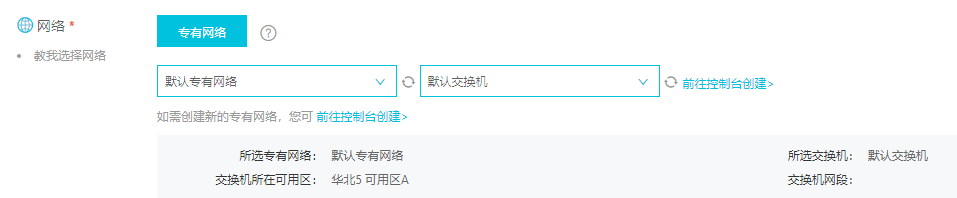 网络 *
专有网络 ?
教我选择网络
默认专有网络 默认交换机 前往控制台创建>
如需创建新的专有网络，您可 前往控制台创建>
所选专有网络： 默认专有网络 所选交换机： 默认交换机
交换机所在可用区： 华北5 可用区A 交换机网段：